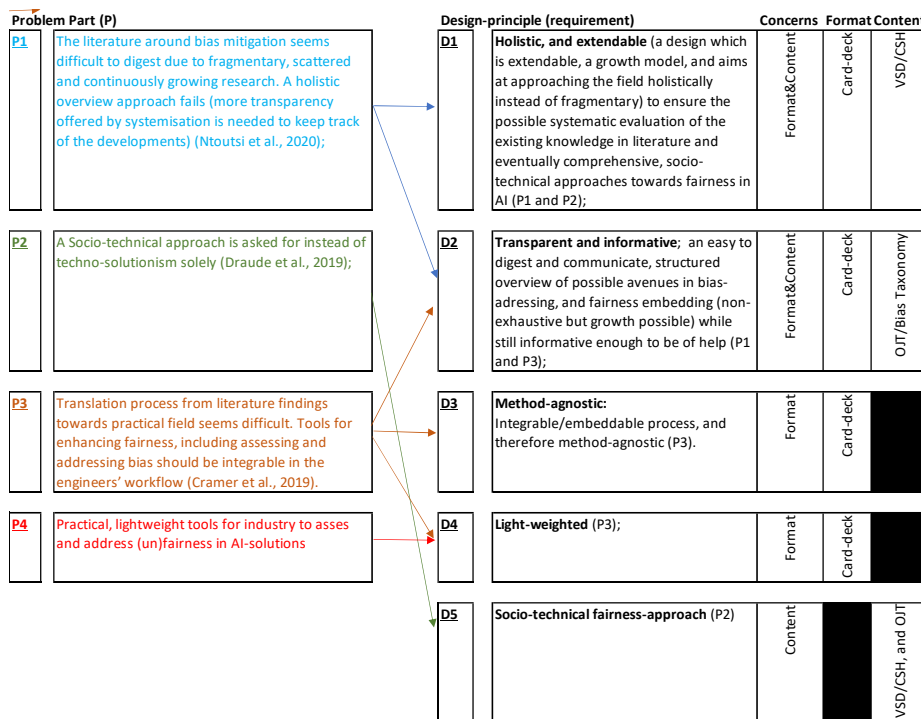 Problem Part (P)
Design-principle (requirement)
Concerns
Format
Content
P1
The literature around bias mitigation seems
difficult to digest due to fragmentary, scattered
and continuously growing research. A holistic
overview approach fails (more transparency
offered by systemisation is needed to keep track
of the developments) (Ntoutsi et al., 2020);
D1
Holistic, and extendable (a design which
is extendable, a growth model, and aims
at approaching the field holistically
instead of fragmentary) to ensure the
possible systematic evaluation of the
existing knowledge in literature and
eventually comprehensive, socio-
technical approaches towards fairness in
AI (P1 and P2);
Format&Content
Card-deck
VSD/CSH
P2
A Socio-technical approach is asked for instead of
techno-solutionism solely (Draude et al., 2019);
D2
Transparent and informative; an easy to
digest and communicate, structured
overview of possible avenues in bias-
adressing, and fairness embedding (non-
exhaustive but growth possible) while
still informative enough to be of help (P1
and P3);
Format&Content
Card-deck
OJT/Bias Taxonomy
P3
Translation process from literature findings
towards practical field seems difficult. Tools for
enhancing fairness, including assessing and
addressing bias should be integrable in the
engineers' workflow (Cramer et al., 2019).
D3
Method-agnostic:
Integrable/embeddable process, and
therefore method-agnostic (P3).
Format
Card-deck
P4
Practical, lightweight tools for industry to asses
and address (un)fairness in AI-solutions
D4
Light-weighted (P3);
Format
Card-deck
D5
Socio-technical fairness-approach (P2)
Content
VSD/CSH, and OJT